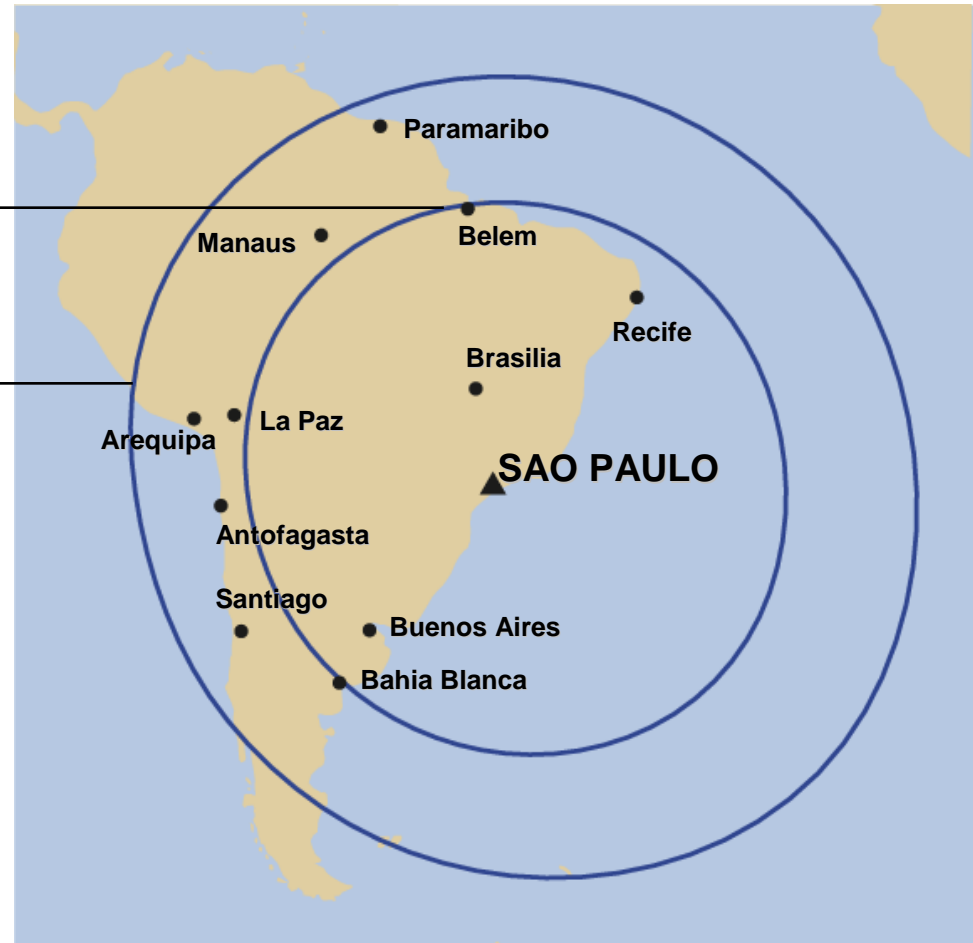 Paramaribo
Belem
Manaus
Recife
Brasilia
La Paz
Arequipa
SAO PAULO
Antofagasta
Santiago
Buenos Aires
Bahia Blanca